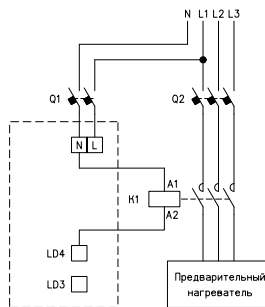 N L1 L2 L3
Q1 Q2
N L
A1
K1
A2
LD4
LD3
Предварительный
нагреватель